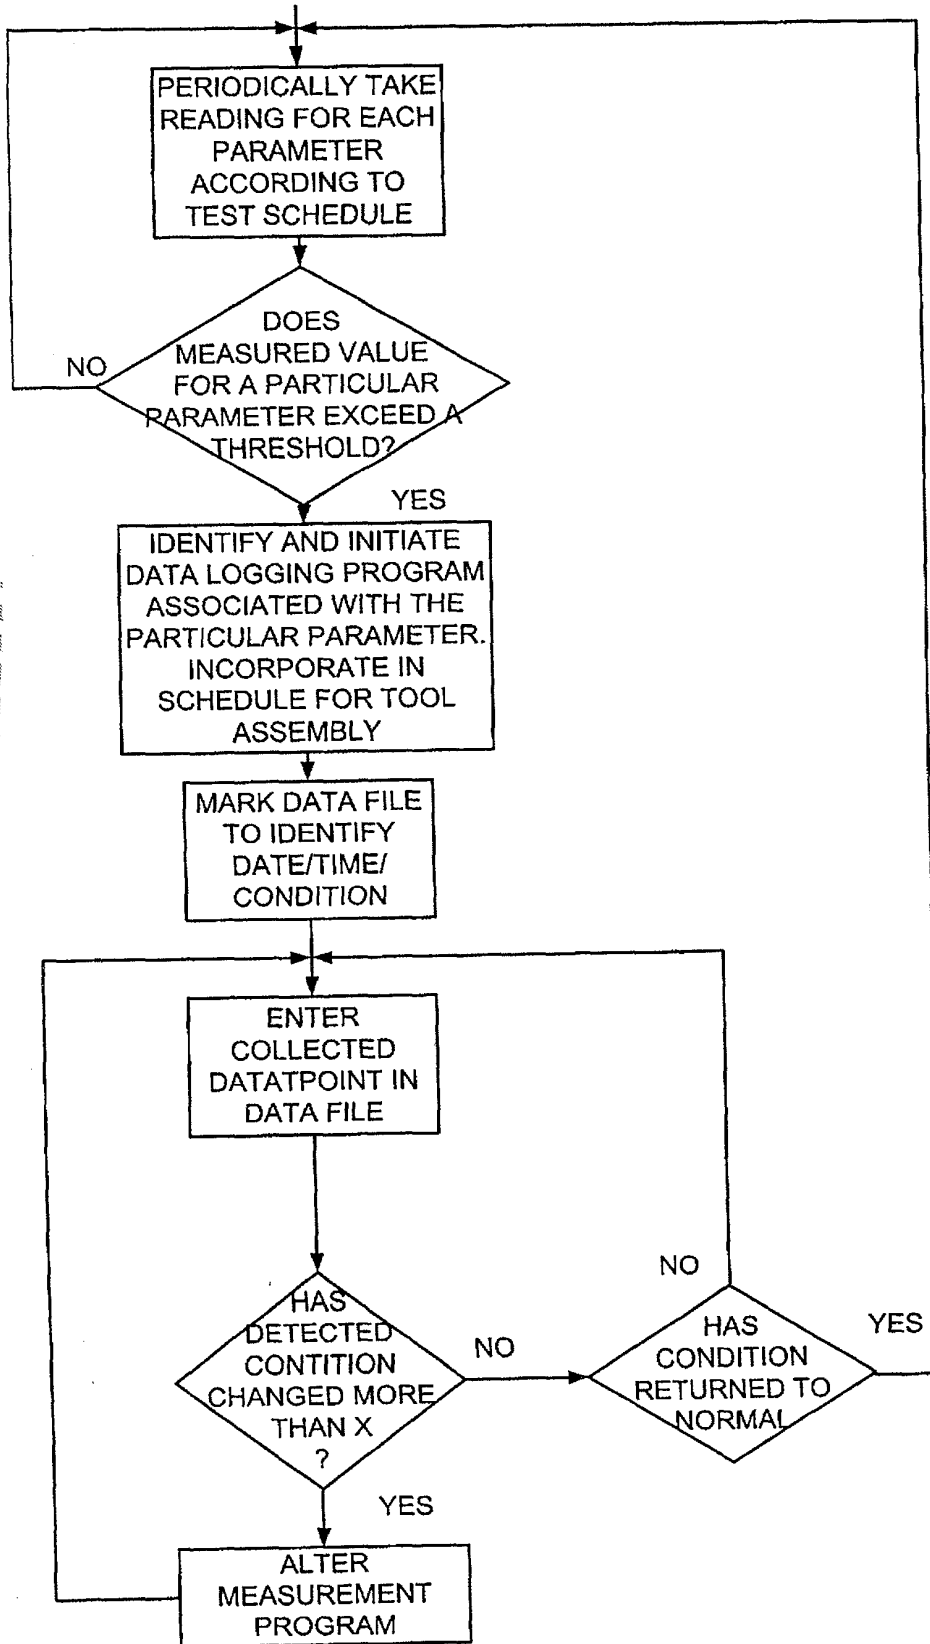 PERIODICALLY TAKE
READING FOR EACH
PARAMETER
ACCORDING TO
TEST SCHEDULE
DOES
MEASURED VALUE
FOR A PARTICULAR
PARAMETER EXCEED A
THRESHOLD?
NO
YES
IDENTIFY AND INITIATE
DATA LOGGING PROGRAM
ASSOCIATED WITH THE
PARTICULAR PARAMETER.
INCORPORATE IN
SCHEDULE FOR TOOL
ASSEMBLY
MARK DATA FILE
TO IDENTIFY
DATE/TIME/
CONDITION
ENTER
COLLECTED
DATATPOINT IN
DATA FILE
HAS
DETECTED
CONTITION
CHANGED MORE
THAN X
?
NO
HAS
CONDITION
RETURNED TO
NORMAL
NO
YES
YES
ALTER
MEASUREMENT
PROGRAM